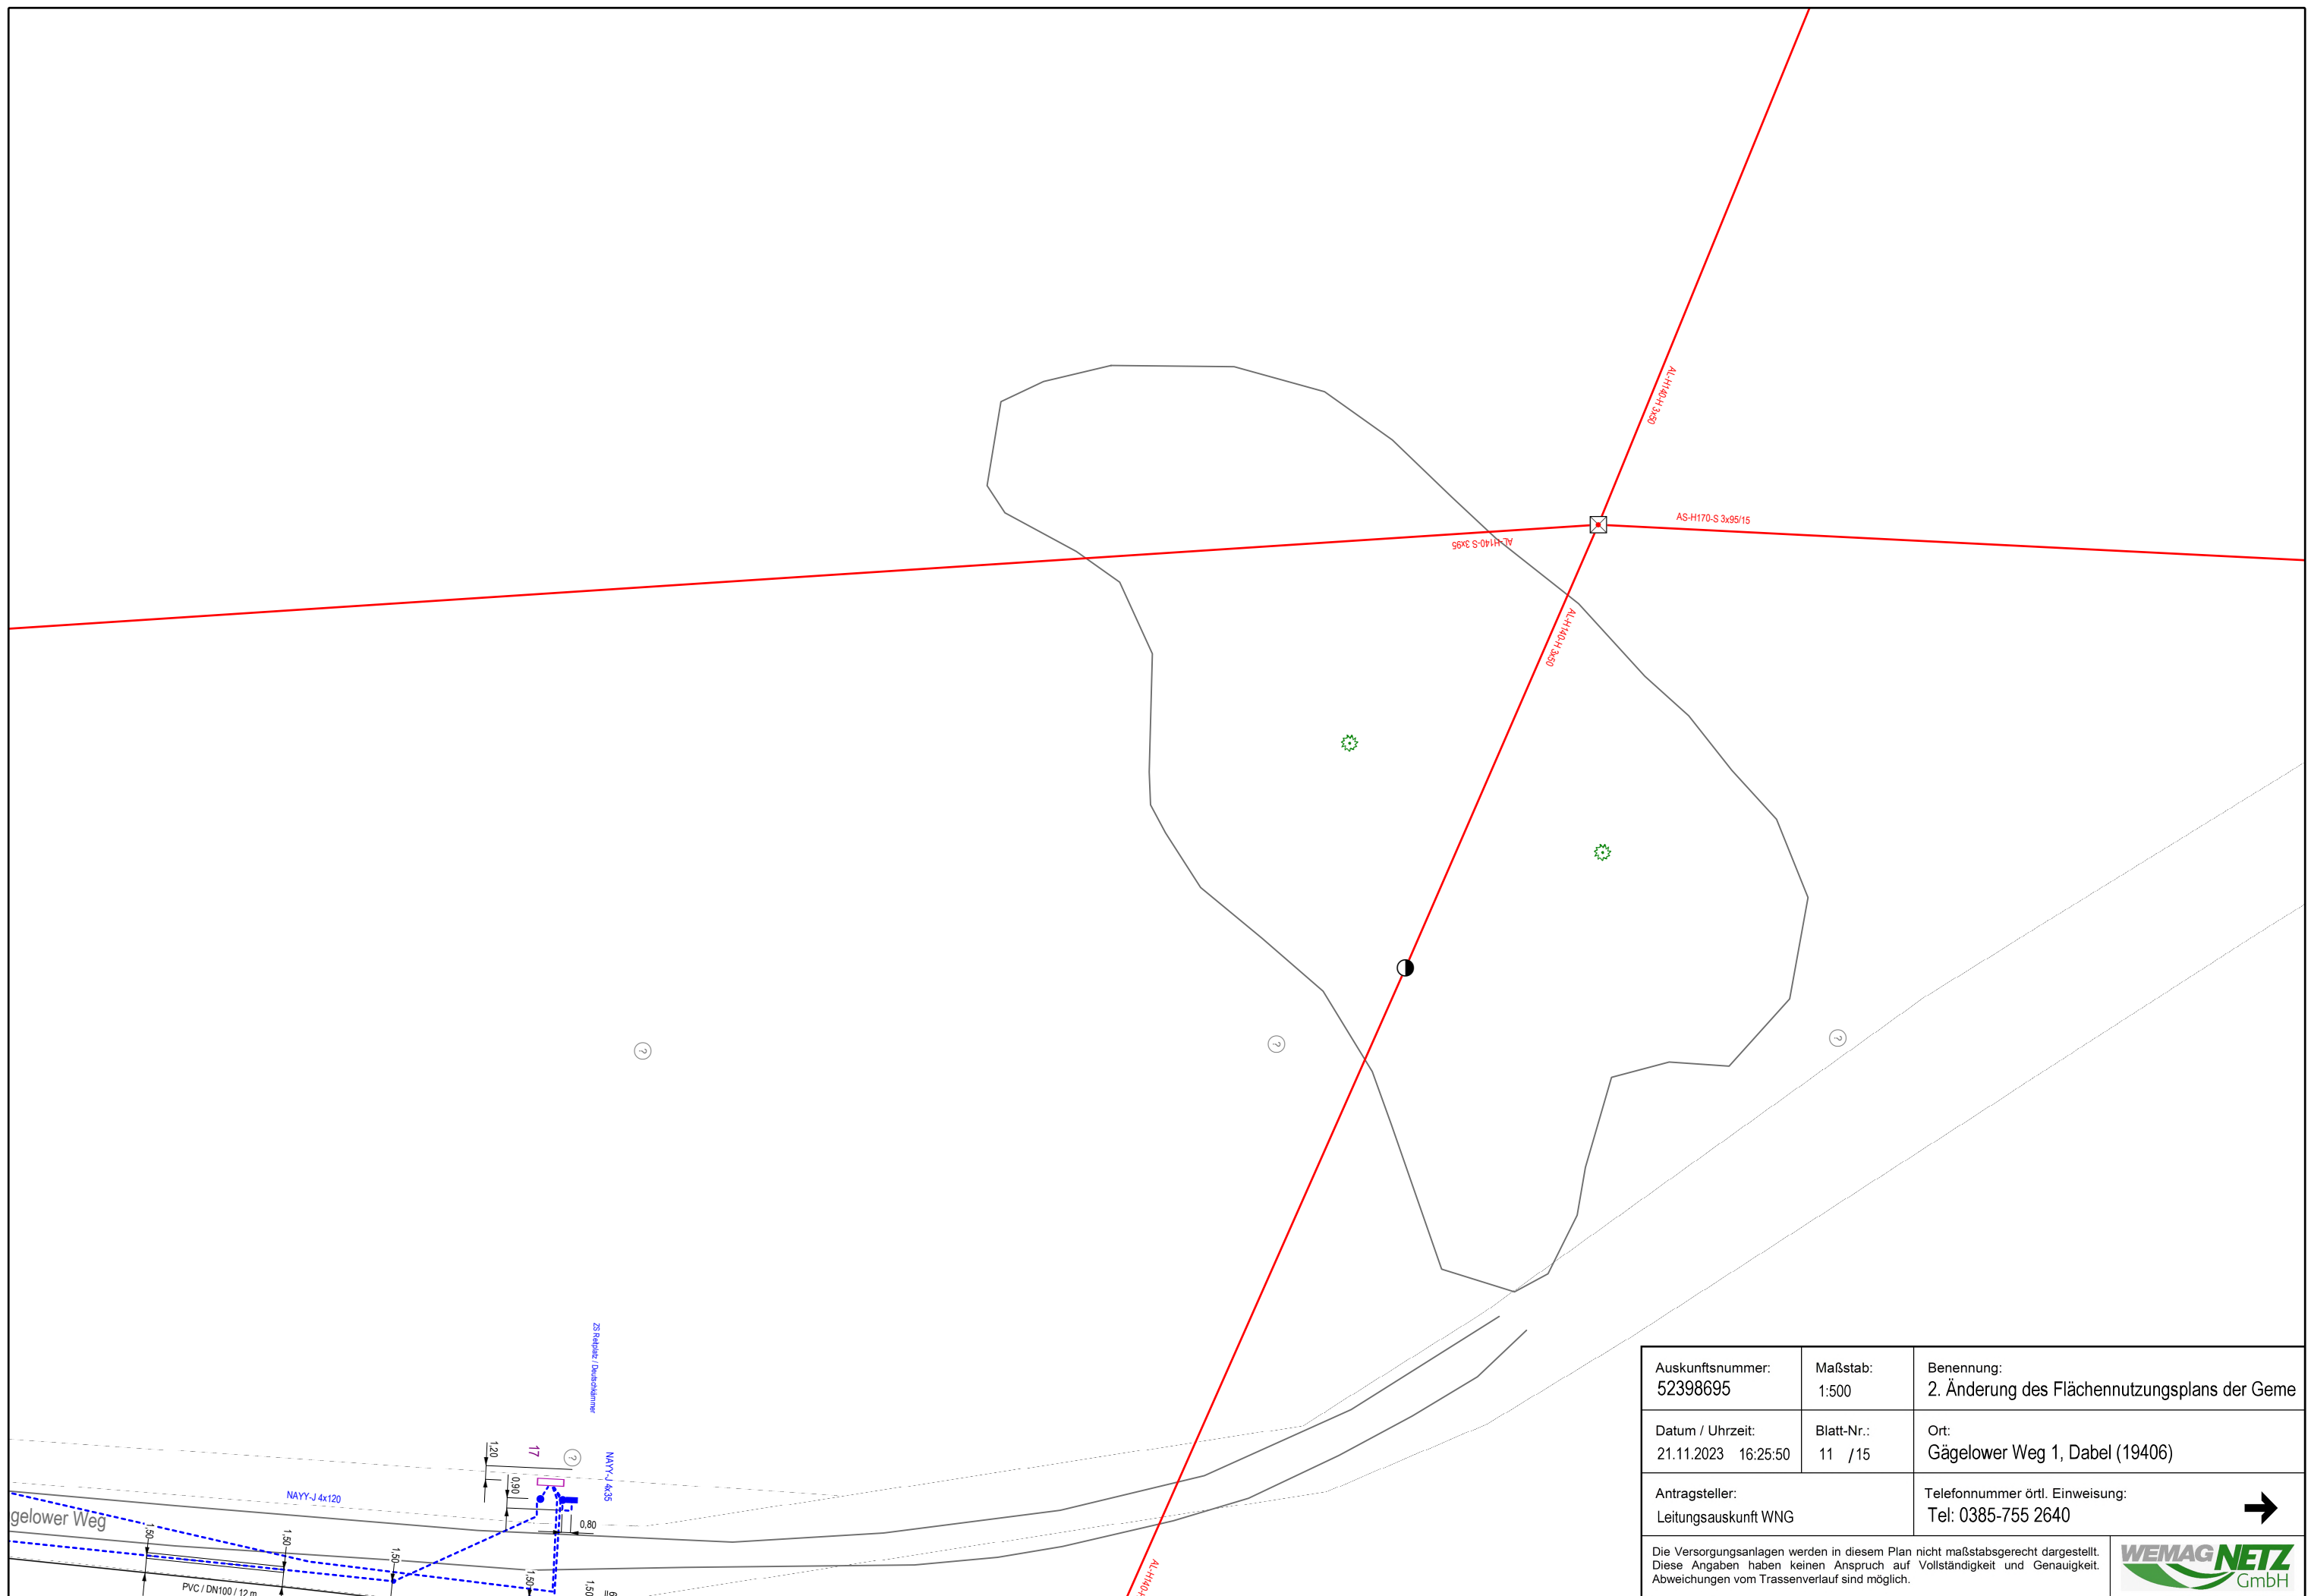 AL-H140-H 3x50
AS-H170-S 3x95/15
AL-H140-S 3x95
AL-H140-H 3x50
?
?
?
ZS Reitplatz / Deutschkämmer
1,20
17
?
NAYY-J 4x35
0,90
NAYY-J 4x120
0,80
gelower Weg
1,50
1,50
1,50
1,50
1,50
6
PVC / DN100 / 12 m
AL-H140-H
Auskunftsnummer:
52398695
Maßstab:
1:500
Benennung:
2. Änderung des Flächennutzungsplans der Geme
Datum / Uhrzeit:
21.11.2023 16:25:50
Blatt-Nr.:
11 /15
Ort:
Gägelower Weg 1, Dabel (19406)
Antragsteller:
Leitungsauskunft WNG
Telefonnummer örtl. Einweisung:
Tel: 0385-755 2640
Die Versorgungsanlagen werden in diesem Plan nicht maßstabsgerecht dargestellt.
Diese Angaben haben keinen Anspruch auf Vollständigkeit und Genauigkeit.
Abweichungen vom Trassenverlauf sind möglich.
WEMAG NETZ
GmbH